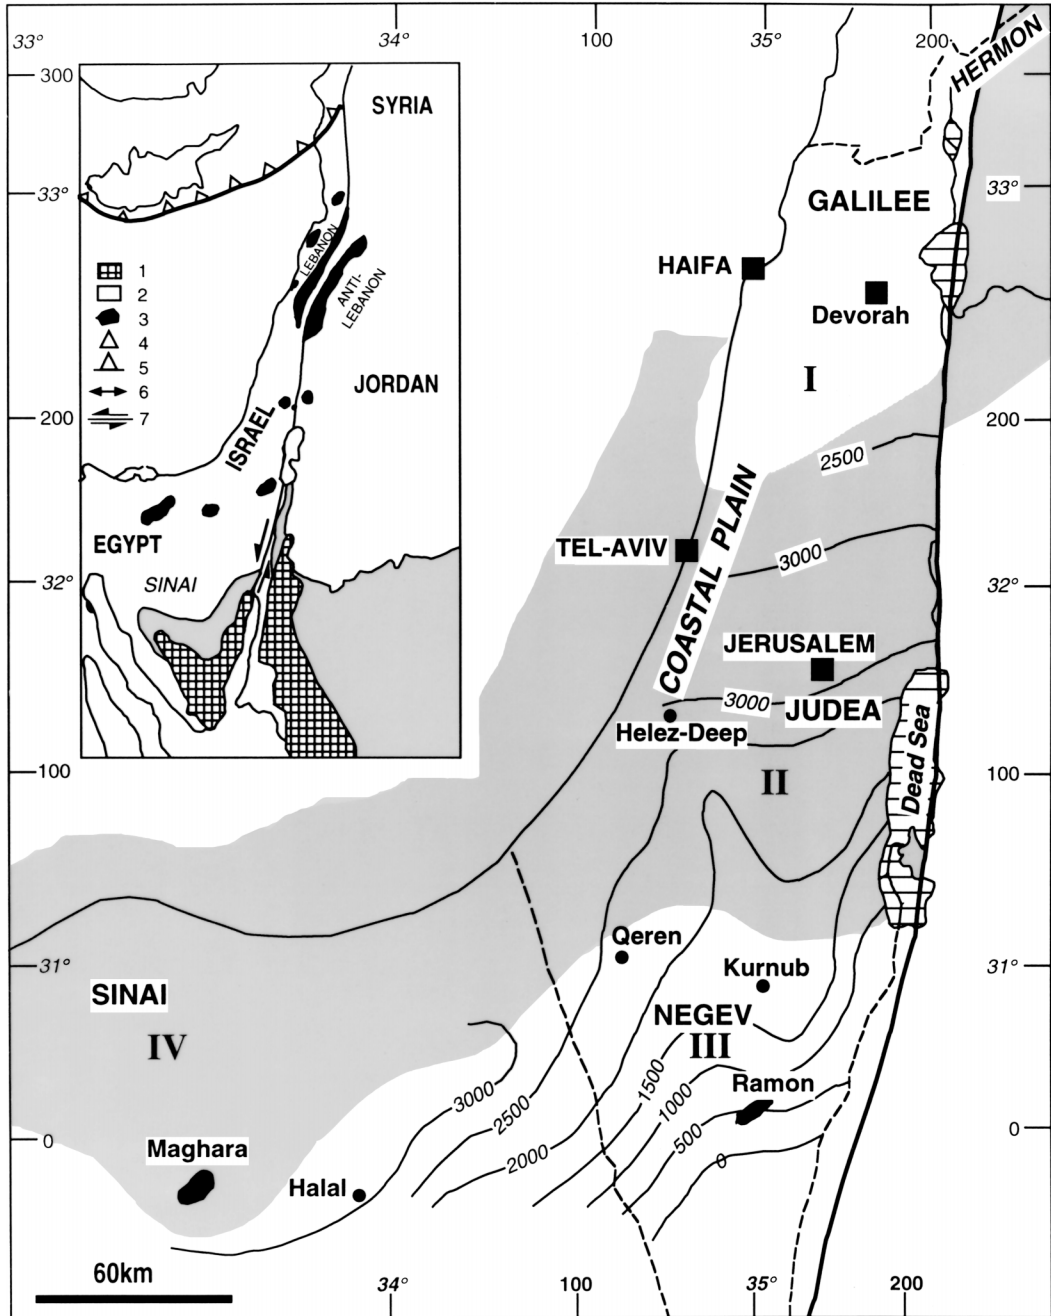 33°
34°
100
35°
200
HERMON
300
SYRIA
33°
33°
GALILEE
LEBANON
HAIFA
1
2
3
4
5
6
7
ANTI-
LEBANON
Devorah
JORDAN
I
200
200
ISRAEL
2500
COASTAL PLAIN
EGYPT
TEL-AVIV
3000
SINAI
32°
32°
JERUSALEM
3000
JUDEA
Helez-Deep
Dead Sea
100
100
II
Qeren
31°
31°
Kurnub
SINAI
NEGEV
IV
III
Ramon
3000
2500
2000
1500
1000
500
0
0
0
Maghara
Halal
60km
34°
100
35°
200